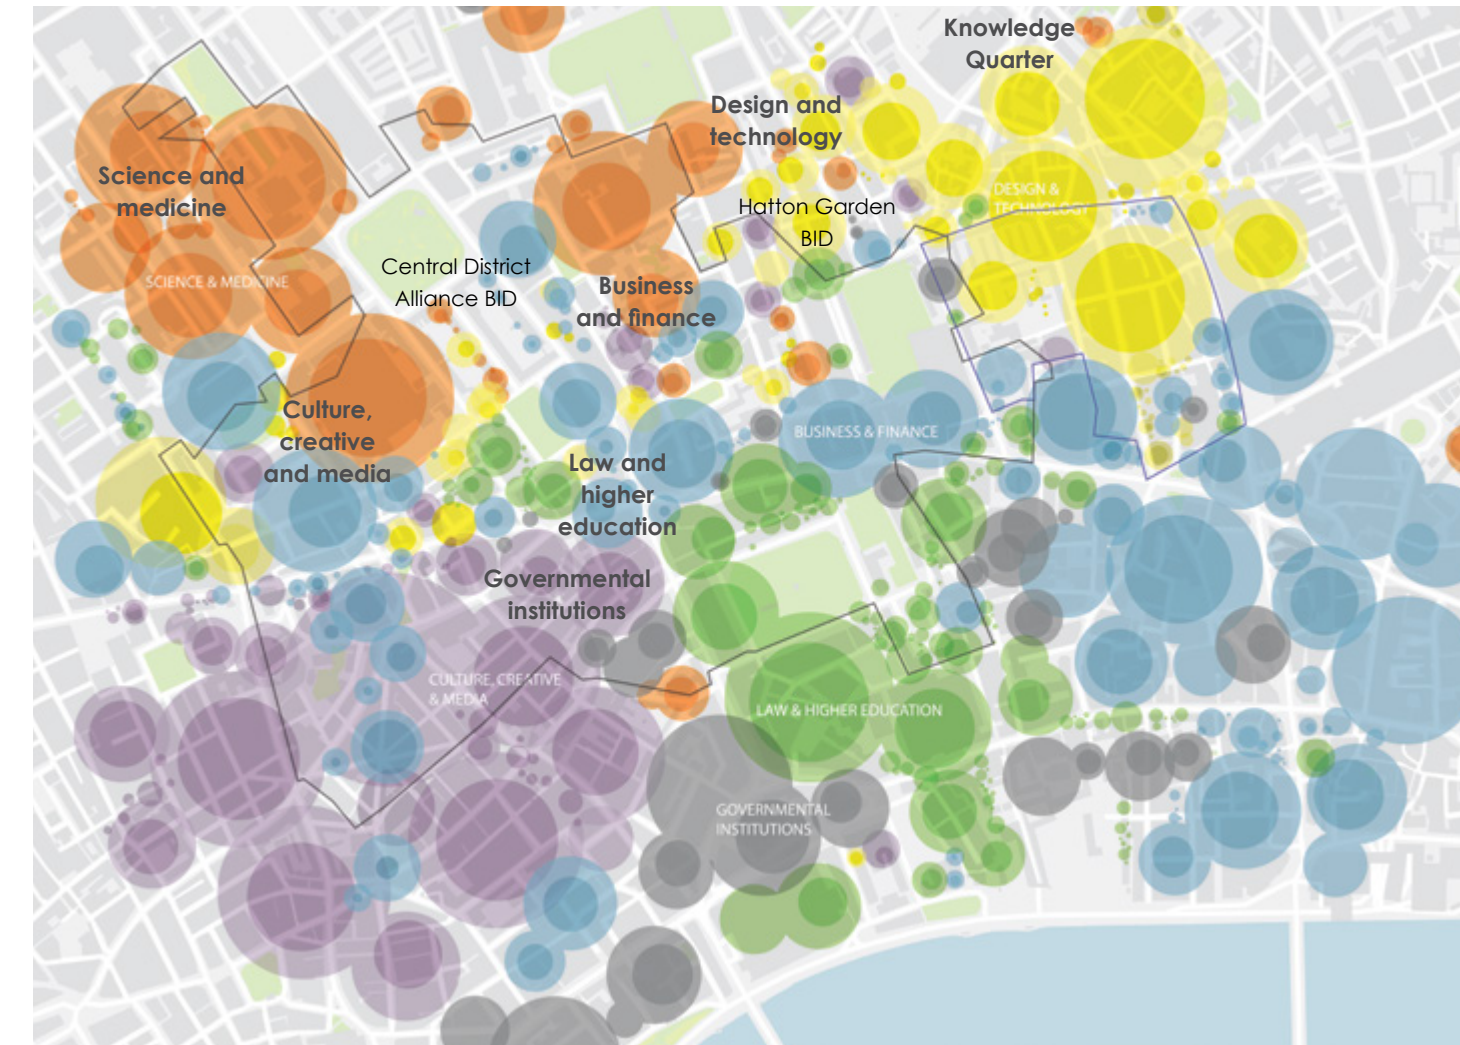 Knowledge
Quarter
Design and
technology
Science and
medicine
DESIGN &
TECHNOLOGY
Hatton Garden
BID
Central District
Alliance BID
SCIENCE & MEDICINE
Business
and finance
Culture,
creative
and media
BUSINESS & FINANCE
Law and
higher
education
Governmental
institutions
CULTURE, CREATIVE
& MEDIA
LAW & HIGHER EDUCATION
GOVERNMENTAL
INSTITUTIONS